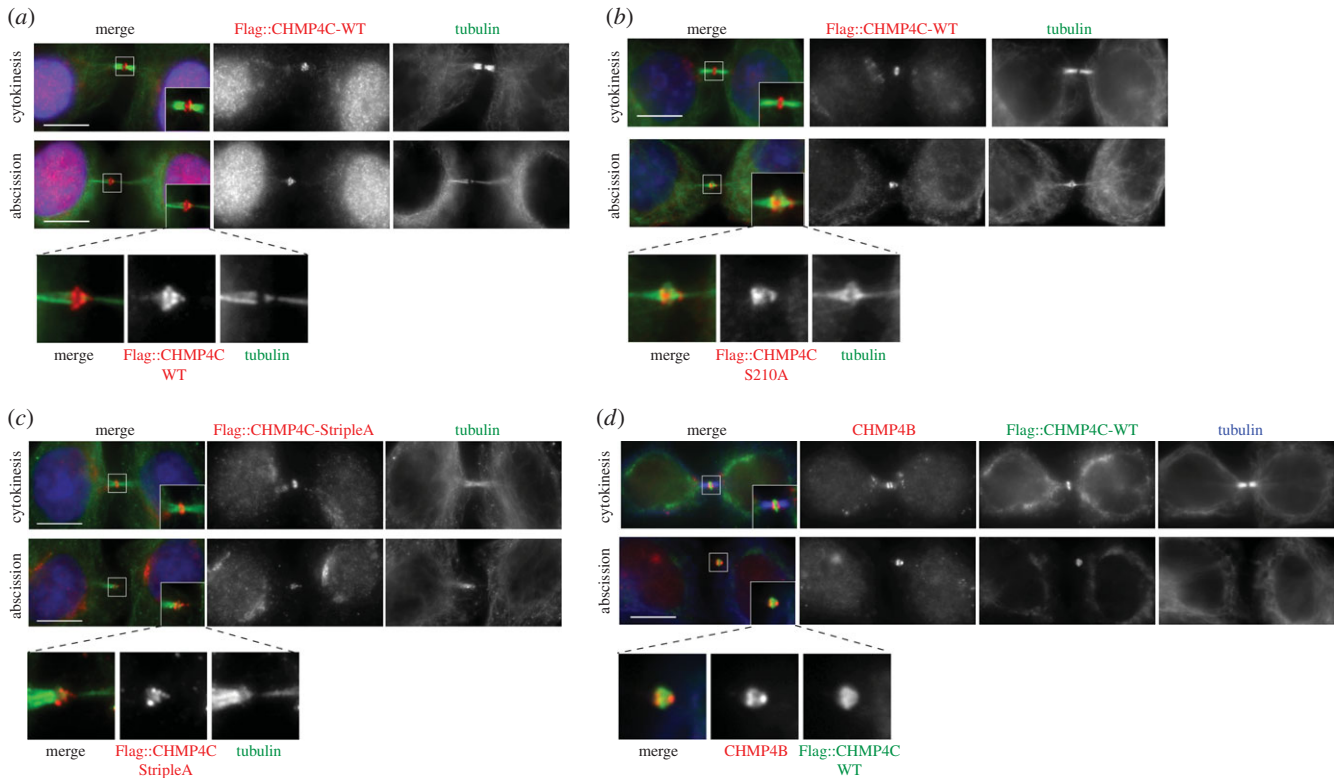 (a)
merge Flag::CHMP4C-WT tubulin
cytokinesis
abscission
merge Flag::CHMP4C tubulin
WT
(b)
merge Flag::CHMP4C-WT tubulin
cytokinesis
abscission
merge Flag::CHMP4C tubulin
S210A
(c)
merge Flag::CHMP4C-StripleA tubulin
cytokinesis
abscission
merge Flag::CHMP4C tubulin
StripleA
(d)
merge CHMP4B Flag::CHMP4C-WT tubulin
cytokinesis
abscission
merge CHMP4B Flag::CHMP4C
WT